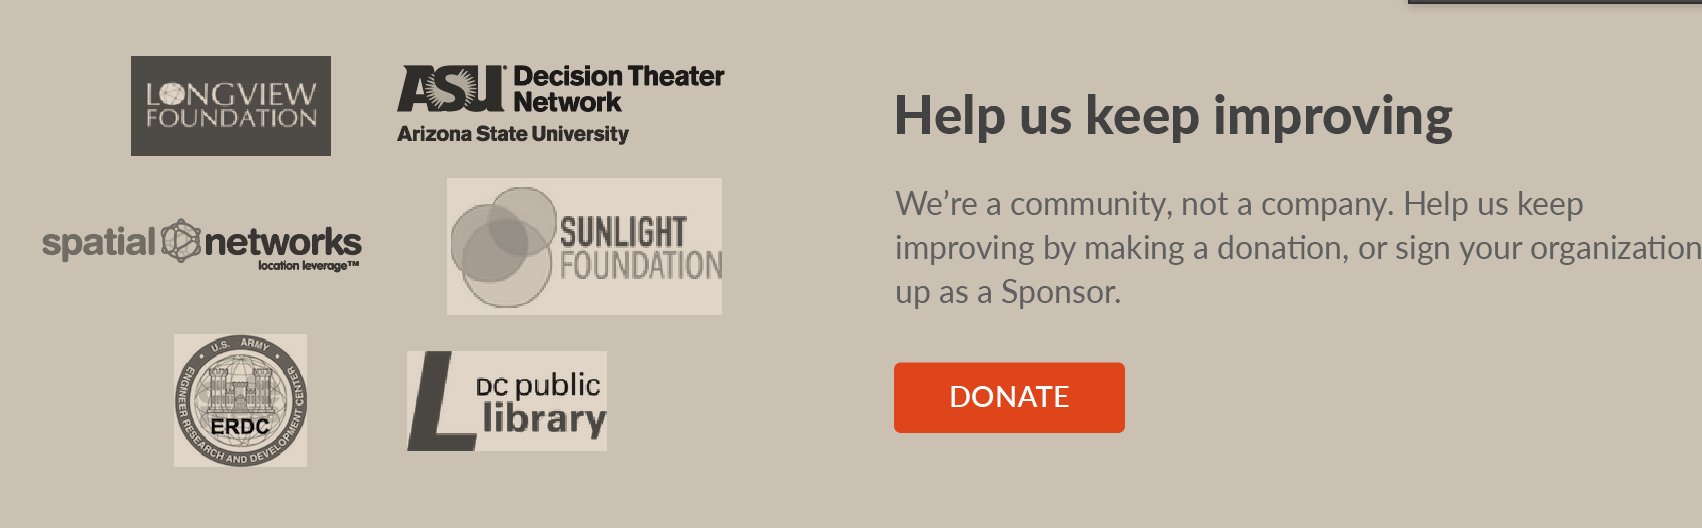 LONGVIEW
FOUNDATION
ASU Decision Theater
Network
Arizona State University
spatial networks
location leverage™
SUNLIGHT
FOUNDATION
U.S. ARMY
ENGINEER RESEARCH AND DEVELOPMENT CENTER
ERDC
DC public
library
Help us keep improving
We’re a community, not a company. Help us keep
improving by making a donation, or sign your organization
up as a Sponsor.
DONATE